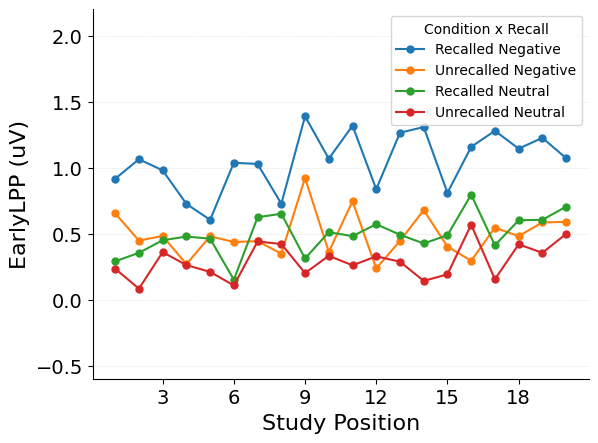 Condition x Recall
Recalled Negative
Unrecalled Negative
Recalled Neutral
Unrecalled Neutral
EarlyLPP (uV)
2.0
1.5
1.0
0.5
0.0
−0.5
3 6 9 12 15 18
Study Position